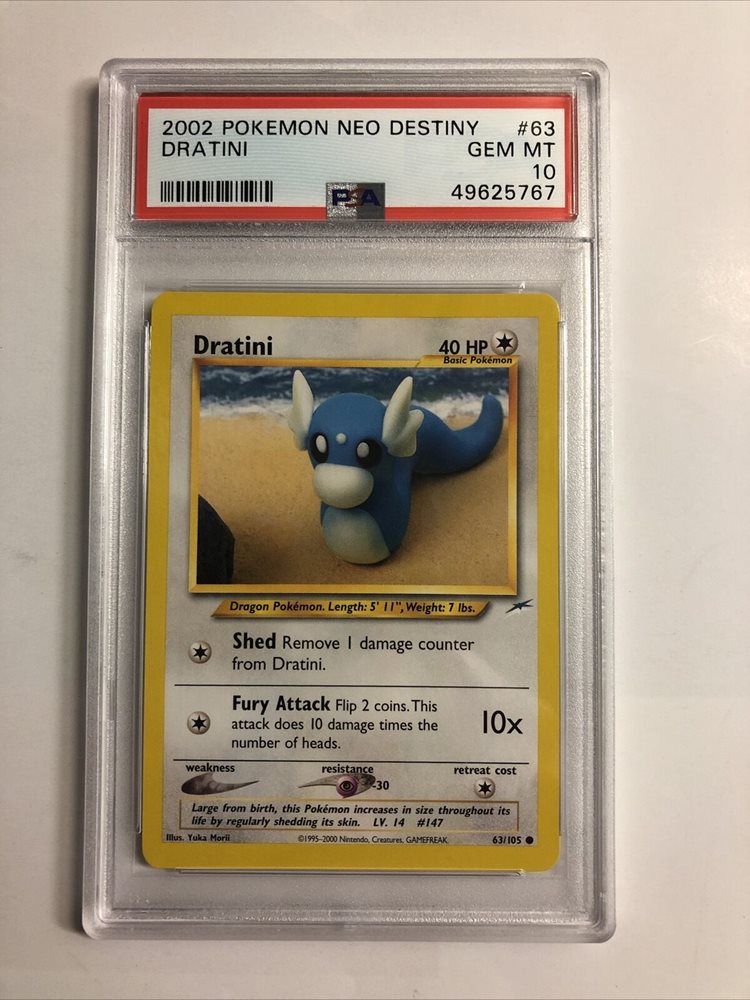 2002 POKEMON NEO DESTINY #63
DRATINI GEM MT
10
PSA 49625767
Dratini 40 HP
Basic Pokémon
Dragon Pokémon. Length: 5' 11", Weight: 7 lbs.
Shed Remove 1 damage counter
from Dratini.
Fury Attack Flip 2 coins. This
attack does 10 damage times the
number of heads.
10x
weakness resistance retreat cost
-30
Large from birth, this Pokémon increases in size throughout its
life by regularly shedding its skin. LV. 14 #147
Illus. Yuka Morii ©1995-2000 Nintendo, Creatures, GAMEFREAK. 63/105